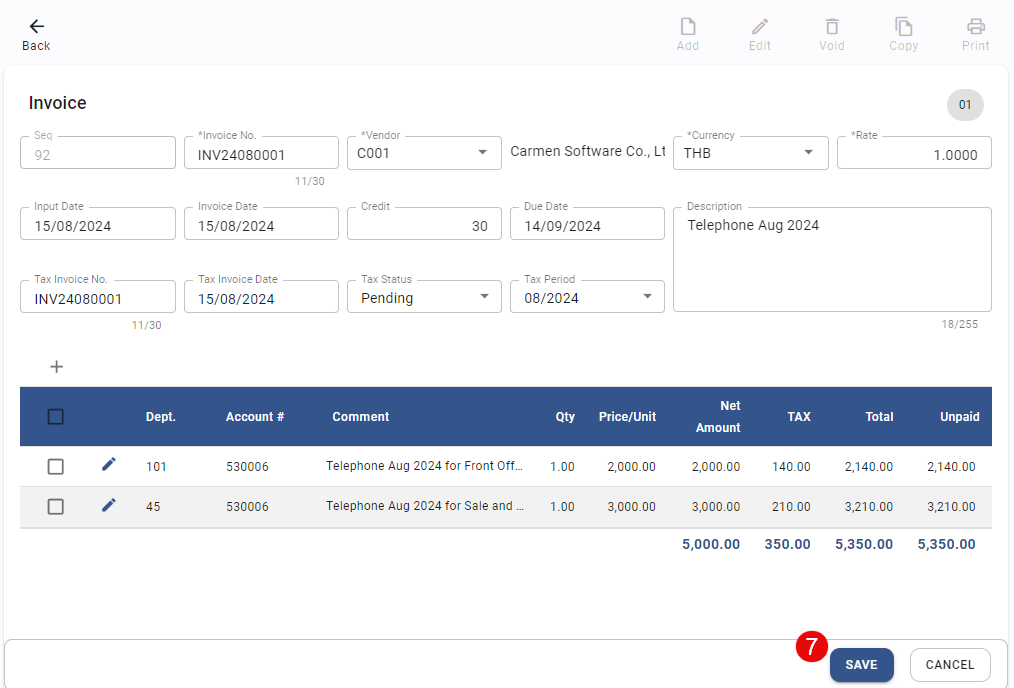 Back
Add Edit Void Copy Print
Invoice
01
Seq *Invoice No. *Vendor *Currency *Rate
92 INV24080001 C001 Carmen Software Co., Lt THB 1.0000
11/30
Input Date Invoice Date Credit Due Date Description
15/08/2024 15/08/2024 30 14/09/2024 Telephone Aug 2024
Tax Invoice No. Tax Invoice Date Tax Status Tax Period
INV24080001 15/08/2024 Pending 08/2024
11/30 18/255
Dept. Account # Comment Qty Price/Unit Net Amount TAX Total Unpaid
101 530006 Telephone Aug 2024 for Front Off... 1.00 2,000.00 2,000.00 140.00 2,140.00 2,140.00
45 530006 Telephone Aug 2024 for Sale and ... 1.00 3,000.00 3,000.00 210.00 3,210.00 3,210.00
5,000.00 350.00 5,350.00 5,350.00
7 SAVE CANCEL